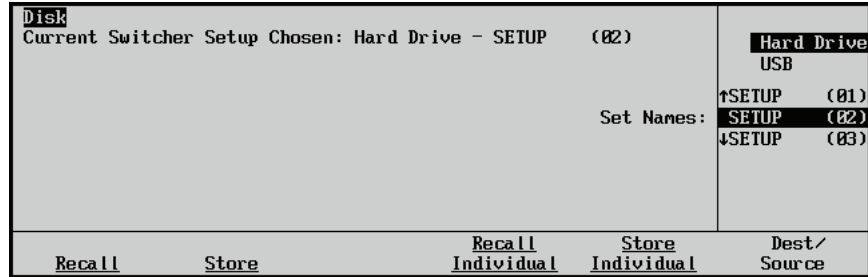 Disk
Current Switcher Setup Chosen: Hard Drive - SETUP (02)
Hard Drive
USB
↑SETUP (01)
Set Names: SETUP (02)
↓SETUP (03)
Recall
Store
Recall Individual
Store Individual
Dest/ Source